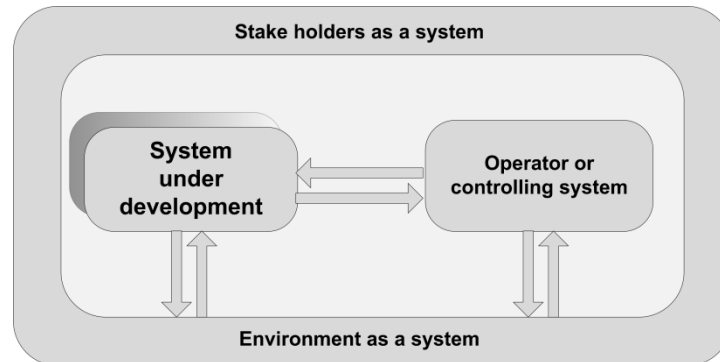 Stake holders as a system
System
under
development
Operator or
controlling system
Environment as a system